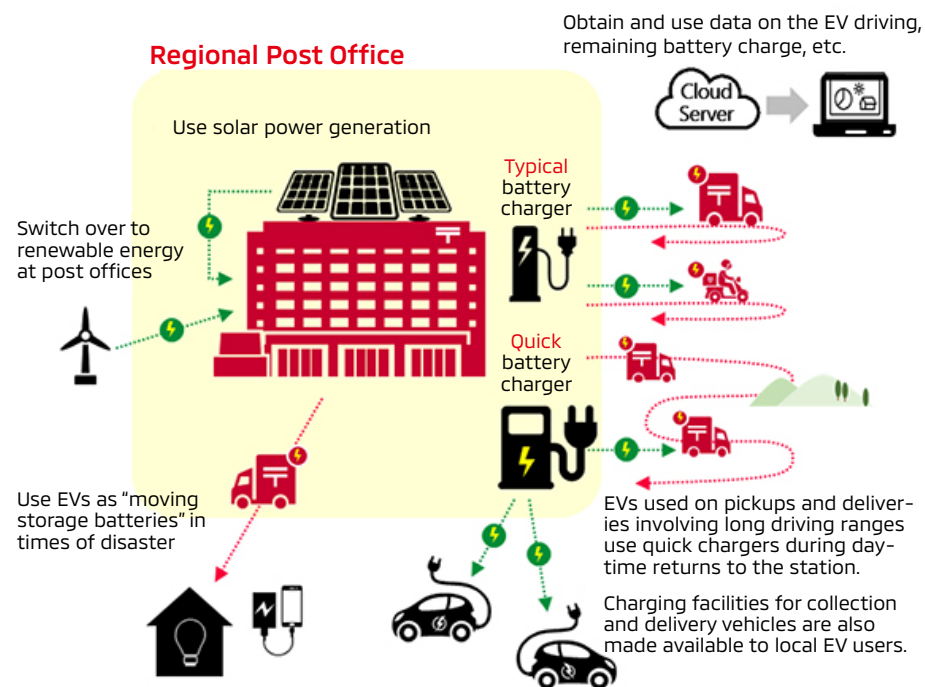 Obtain and use data on the EV driving,
remaining battery charge, etc.
Regional Post Office
Cloud
Server
Use solar power generation
Typical
battery
charger
Switch over to
renewable energy
at post offices
Quick
battery
charger
Use EVs as “moving
storage batteries” in
times of disaster
EVs used on pickups and deliver-
ies involving long driving ranges
use quick chargers during day-
time returns to the station.
Charging facilities for collection
and delivery vehicles are also
made available to local EV users.